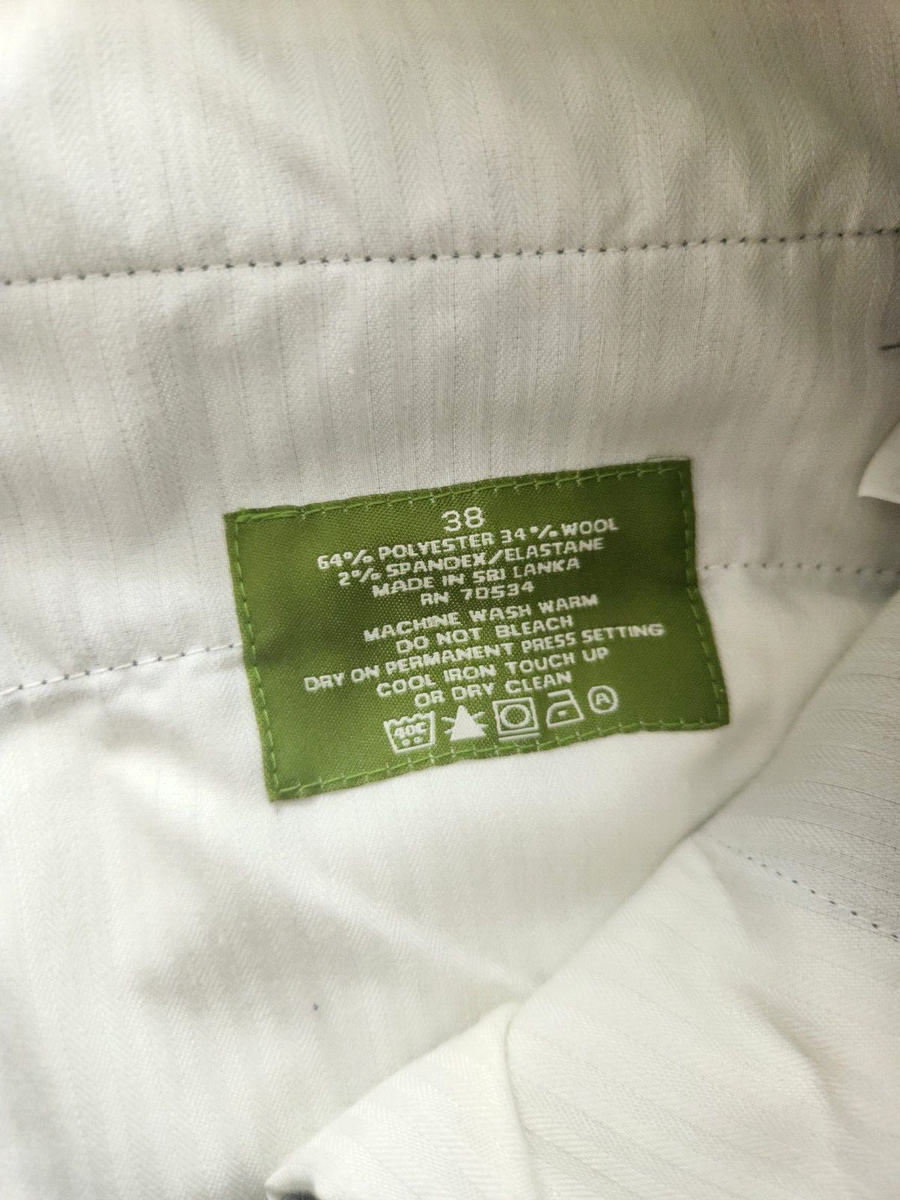 38
64% POLYESTER 34% WOOL
2% SPANDEX/ELASTANE
MADE IN SRI LANKA
RN 70534
MACHINE WASH WARM
DO NOT BLEACH
DRY ON PERMANENT PRESS SETTING
COOL IRON TOUCH UP
OR DRY CLEAN
40C A